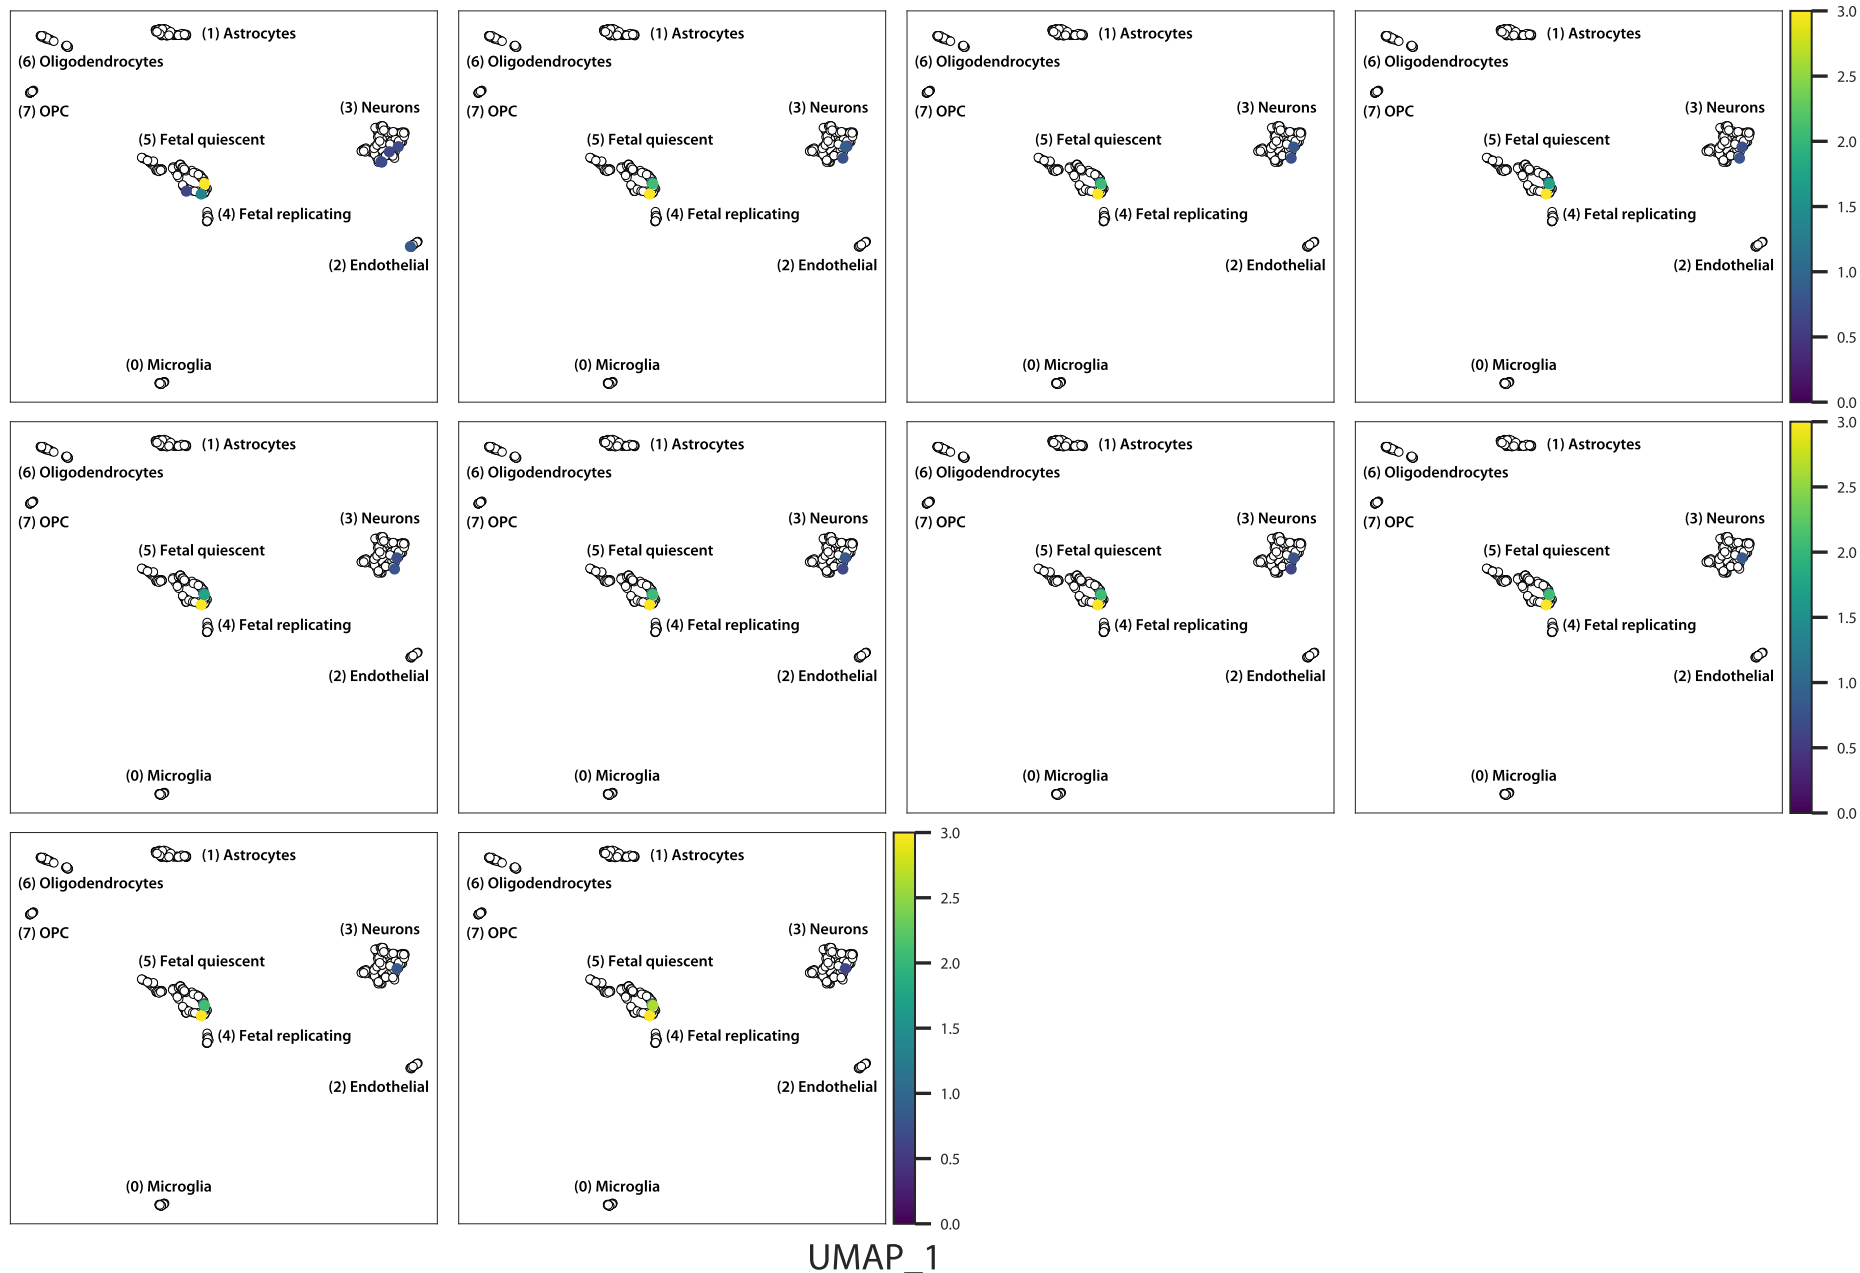 (1) Astrocytes
(6) Oligodendrocytes
(7) OPC
(3) Neurons
(5) Fetal quiescent
(4) Fetal replicating
(2) Endothelial
(0) Microglia
(1) Astrocytes
(6) Oligodendrocytes
(7) OPC
(3) Neurons
(5) Fetal quiescent
(4) Fetal replicating
(2) Endothelial
(0) Microglia
(1) Astrocytes
(6) Oligodendrocytes
(7) OPC
(3) Neurons
(5) Fetal quiescent
(4) Fetal replicating
(2) Endothelial
(0) Microglia
(1) Astrocytes
(6) Oligodendrocytes
(7) OPC
(3) Neurons
(5) Fetal quiescent
(4) Fetal replicating
(2) Endothelial
(0) Microglia
3.0
2.5
2.0
1.5
1.0
0.5
0.0
(1) Astrocytes
(6) Oligodendrocytes
(7) OPC
(3) Neurons
(5) Fetal quiescent
(4) Fetal replicating
(2) Endothelial
(0) Microglia
(1) Astrocytes
(6) Oligodendrocytes
(7) OPC
(3) Neurons
(5) Fetal quiescent
(4) Fetal replicating
(2) Endothelial
(0) Microglia
(1) Astrocytes
(6) Oligodendrocytes
(7) OPC
(3) Neurons
(5) Fetal quiescent
(4) Fetal replicating
(2) Endothelial
(0) Microglia
(1) Astrocytes
(6) Oligodendrocytes
(7) OPC
(3) Neurons
(5) Fetal quiescent
(4) Fetal replicating
(2) Endothelial
(0) Microglia
3.0
2.5
2.0
1.5
1.0
0.5
0.0
(1) Astrocytes
(6) Oligodendrocytes
(7) OPC
(3) Neurons
(5) Fetal quiescent
(4) Fetal replicating
(2) Endothelial
(0) Microglia
(1) Astrocytes
(6) Oligodendrocytes
(7) OPC
(3) Neurons
(5) Fetal quiescent
(4) Fetal replicating
(2) Endothelial
(0) Microglia
3.0
2.5
2.0
1.5
1.0
0.5
0.0
UMAP_1